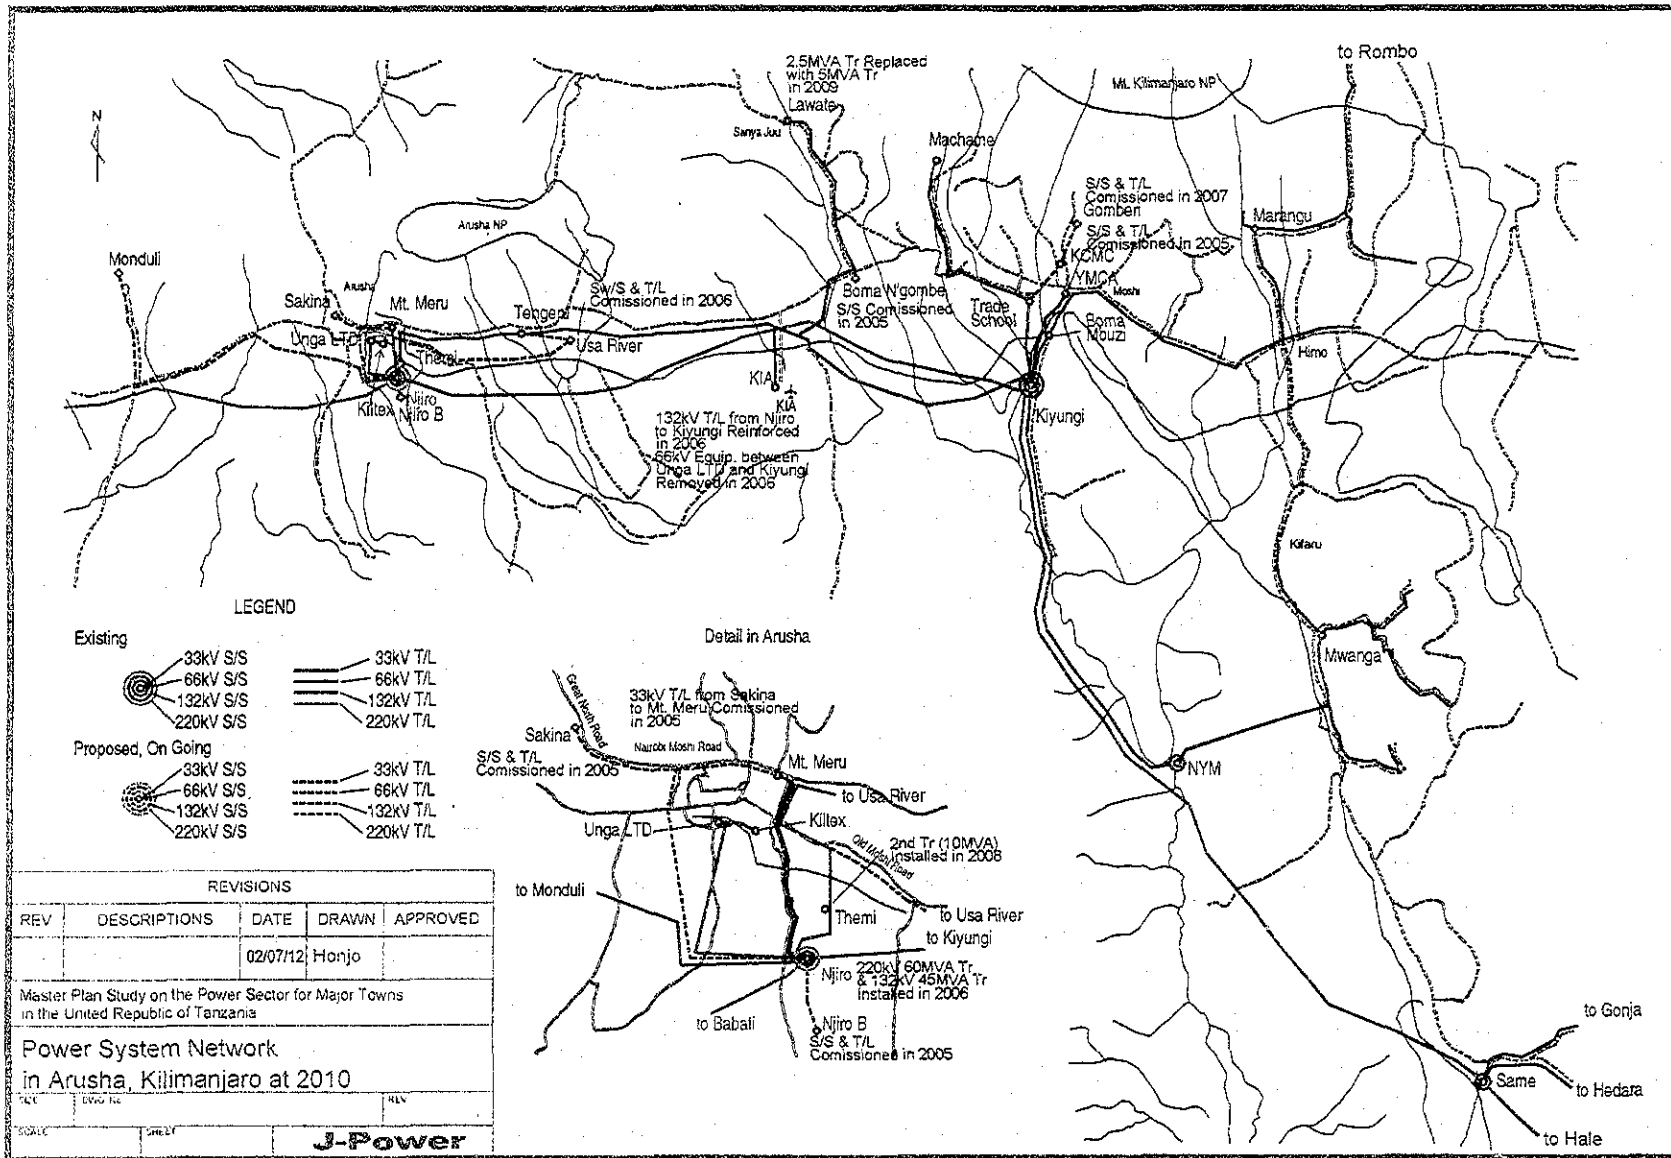 to Rombo
2.5MVA Tr Replaced
with 5MVA Tr
in 2009
Lawate
Mt. Kilimanjaro NP
N
Sanya Juu
Machame
S/S & T/L
Comissioned in 2007
Gomberi
Marangu
Arusha NP
S/S & T/L
Comissioned in 2005
KCMC
Monduli
YMCA
Moshi
Arusha
Sakina
Mt. Meru
Sw/S & T/L
Comissioned in 2006
Boma N'gombe
S/S Comissioned
in 2005
Tengeru
Trade
School
Boma
Mbuzi
Unga LTD
Themi
Usa River
Himo
KIA
KIA
Kiltex
Njiro
Njiro B
Kiyungi
132kV T/L from Njiro
to Kiyungi Reinforced
in 2006
66kV Equip. between
Unga LTD and Kiyungi
Removed in 2006
Kifaru
LEGEND
Existing
33kV S/S
66kV S/S
132kV S/S
220kV S/S
33kV T/L
66kV T/L
132kV T/L
220kV T/L
Proposed, On Going
33kV S/S
66kV S/S
132kV S/S
220kV S/S
33kV T/L
66kV T/L
132kV T/L
220kV T/L
Detail in Arusha
Mwanga
Great North Road
33kV T/L from Sakina
to Mt. Meru Comissioned
in 2005
Sakina
Nairobi Moshi Road
S/S & T/L
Comissioned in 2005
Mt. Meru
NYM
to Usa River
Unga LTD
Kiltex
2nd Tr (10MVA)
Installed in 2008
Old Moshi Road
to Monduli
Themi
to Usa River
to Kiyungi
Njiro
220kV 60MVA Tr
& 132kV 45MVA Tr
Installed in 2006
to Babati
Njiro B
S/S & T/L
Comissioned in 2005
to Gonja
Same
to Hedara
to Hale
REVISIONS
REV DESCRIPTIONS DATE DRAWN APPROVED
02/07/12 Honjo
Master Plan Study on the Power Sector for Major Towns
in the United Republic of Tanzania
Power System Network
in Arusha, Kilimanjaro at 2010
REV
SCALE SHEET
J-Power